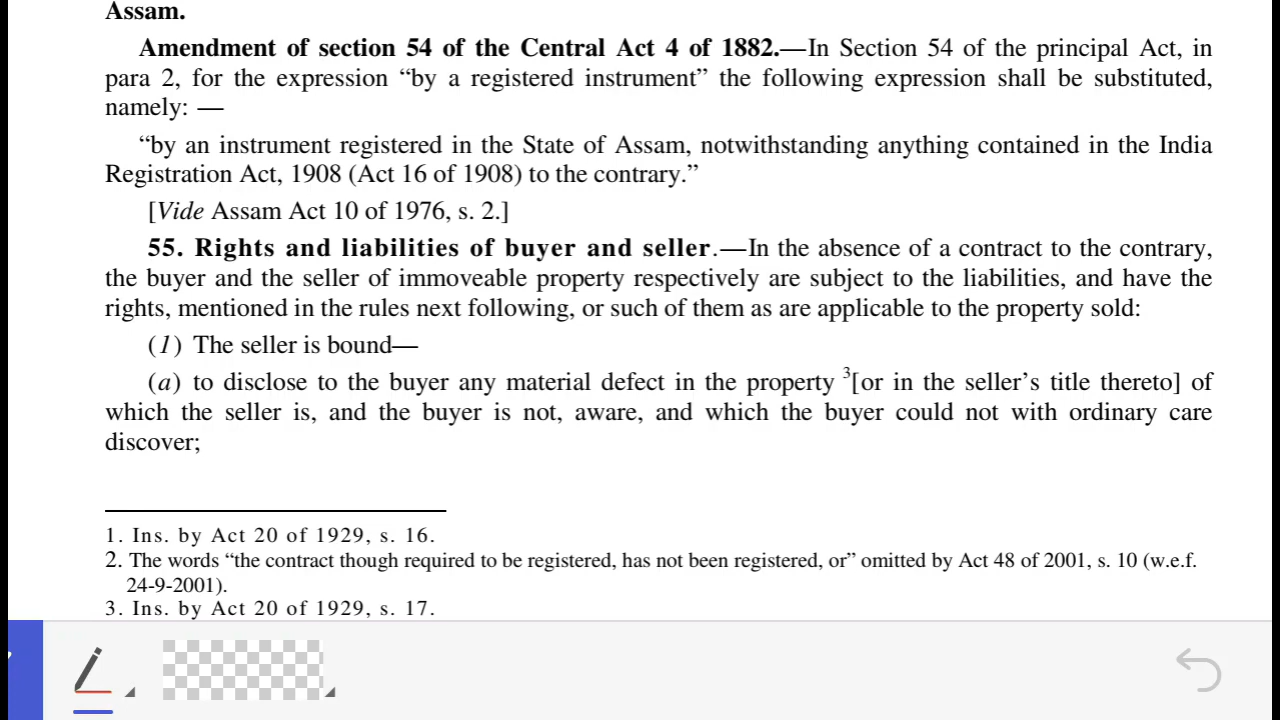 Assam.
Amendment of section 54 of the Central Act 4 of 1882.—In Section 54 of the principal Act, in
para 2, for the expression “by a registered instrument” the following expression shall be substituted,
namely: —
“by an instrument registered in the State of Assam, notwithstanding anything contained in the India
Registration Act, 1908 (Act 16 of 1908) to the contrary.”
[Vide Assam Act 10 of 1976, s. 2.]
55. Rights and liabilities of buyer and seller.—In the absence of a contract to the contrary,
the buyer and the seller of immoveable property respectively are subject to the liabilities, and have the
rights, mentioned in the rules next following, or such of them as are applicable to the property sold:
(1) The seller is bound—
(a) to disclose to the buyer any material defect in the property 3[or in the seller’s title thereto] of
which the seller is, and the buyer is not, aware, and which the buyer could not with ordinary care
discover;
1. Ins. by Act 20 of 1929, s. 16.
2. The words “the contract though required to be registered, has not been registered, or” omitted by Act 48 of 2001, s. 10 (w.e.f.
24-9-2001).
3. Ins. by Act 20 of 1929, s. 17.